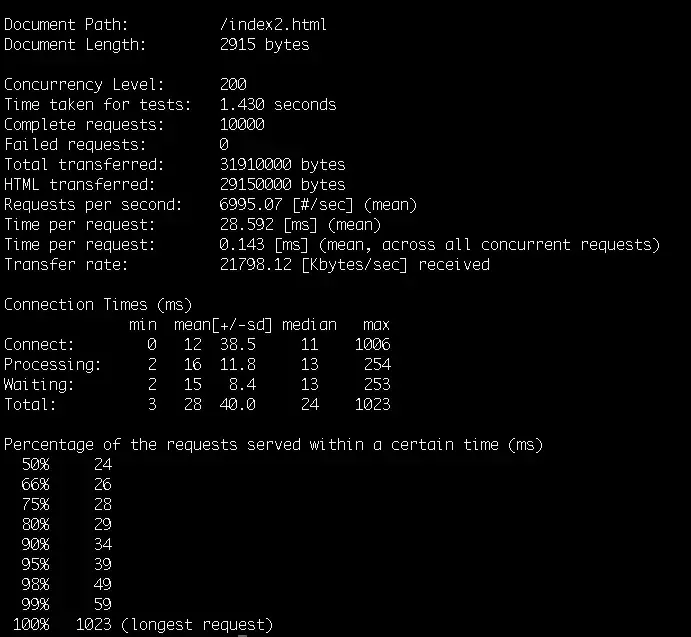 Document Path: /index2.html
Document Length: 2915 bytes
Concurrency Level: 200
Time taken for tests: 1.430 seconds
Complete requests: 10000
Failed requests: 0
Total transferred: 31910000 bytes
HTML transferred: 29150000 bytes
Requests per second: 6995.07 [#/sec] (mean)
Time per request: 28.592 [ms] (mean)
Time per request: 0.143 [ms] (mean, across all concurrent requests)
Transfer rate: 21798.12 [Kbytes/sec] received
Connection Times (ms)
min mean[+/-sd] median max
Connect: 0 12 38.5 11 1006
Processing: 2 16 11.8 13 254
Waiting: 2 15 8.4 13 253
Total: 3 28 40.0 24 1023
Percentage of the requests served within a certain time (ms)
50% 24
66% 26
75% 28
80% 29
90% 34
95% 39
98% 49
99% 59
100% 1023 (longest request)